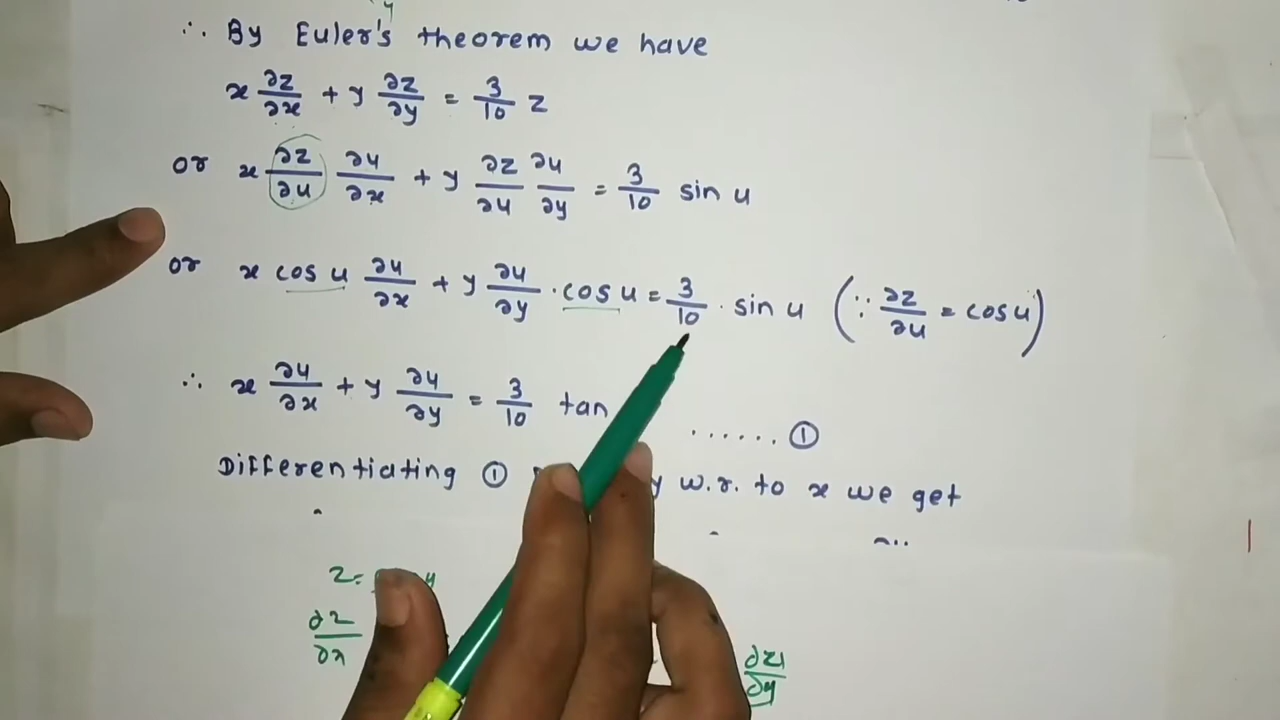 ∴ By Euler's theorem we have
x ∂z/∂x + y ∂z/∂y = 3/10 z
or x ∂z/∂u ∂u/∂x + y ∂z/∂u ∂u/∂y = 3/10 sin u
or x cos u ∂u/∂x + y ∂u/∂y · cos u = 3/10 · sin u (∵ ∂z/∂u = cos u)
∴ x ∂u/∂x + y ∂u/∂y = 3/10 tan ...... ①
Differentiating ① w.r. to x we get
z =
∂z/∂x
∂z/∂y